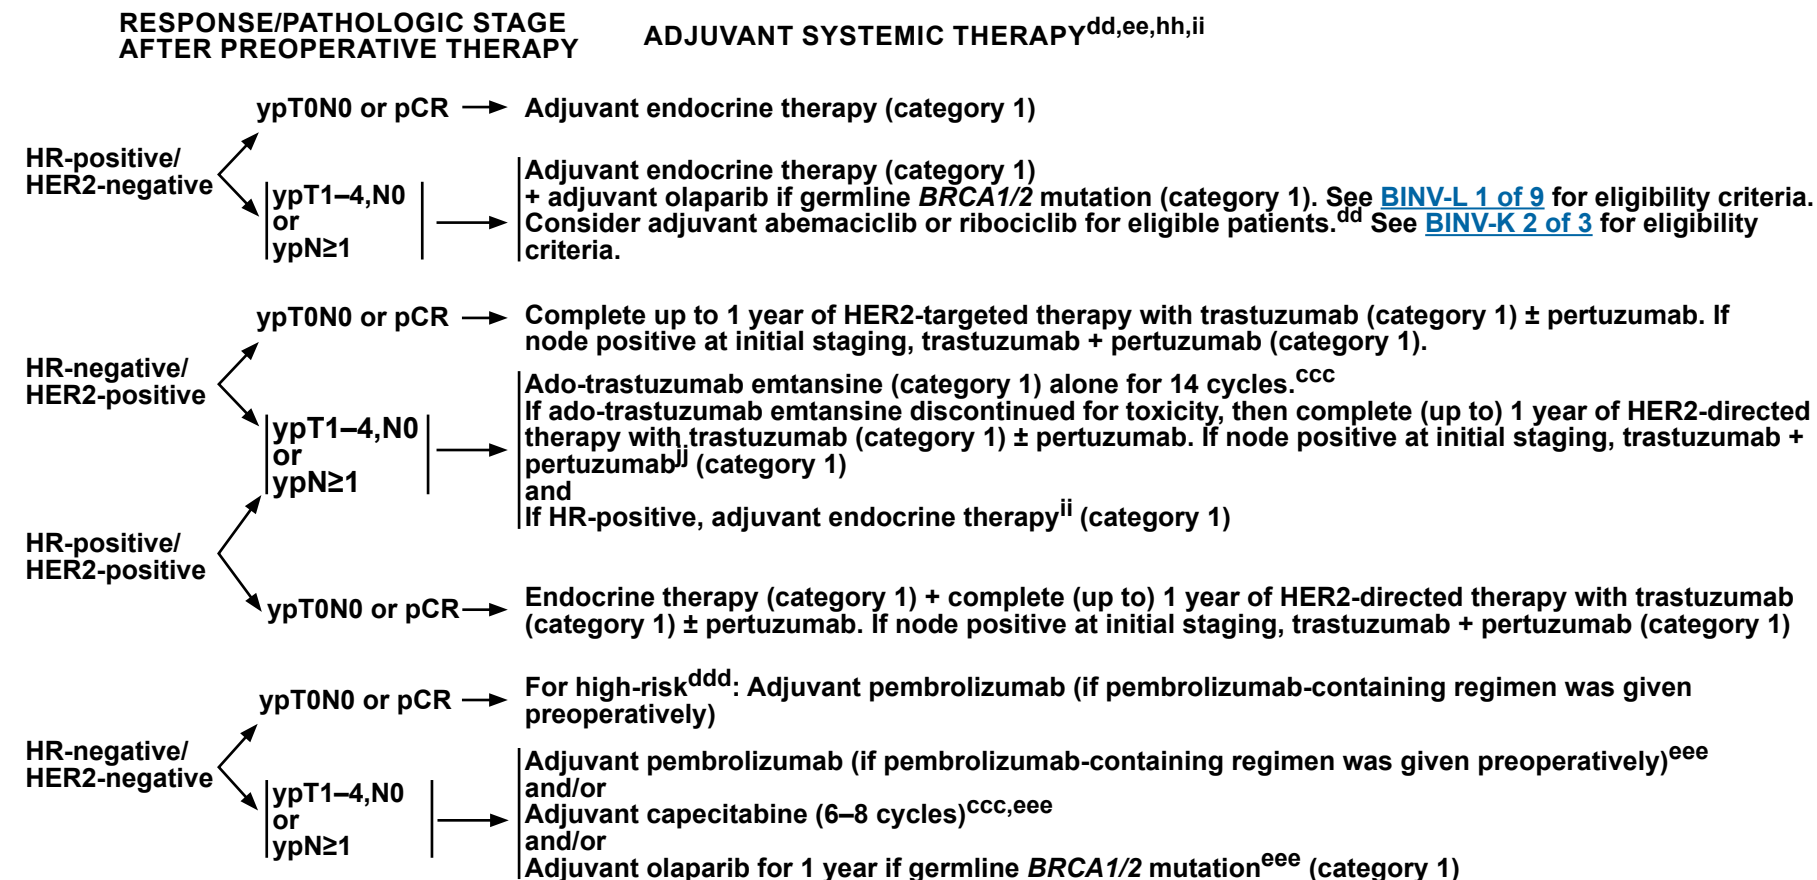 RESPONSE/PATHOLOGIC STAGE
AFTER PREOPERATIVE THERAPY
ADJUVANT SYSTEMIC THERAPYdd,ee,hh,ii
HR-positive/
HER2-negative
ypT0N0 or pCR
Adjuvant endocrine therapy (category 1)
ypT1–4,N0
or
ypN≥1
Adjuvant endocrine therapy (category 1)
+ adjuvant olaparib if germline BRCA1/2 mutation (category 1). See BINV-L 1 of 9 for eligibility criteria.
Consider adjuvant abemaciclib or ribociclib for eligible patients.dd See BINV-K 2 of 3 for eligibility
criteria.
HR-negative/
HER2-positive
ypT0N0 or pCR
Complete up to 1 year of HER2-targeted therapy with trastuzumab (category 1) ± pertuzumab. If
node positive at initial staging, trastuzumab + pertuzumab (category 1).
ypT1–4,N0
or
ypN≥1
Ado-trastuzumab emtansine (category 1) alone for 14 cycles.ccc
If ado-trastuzumab emtansine discontinued for toxicity, then complete (up to) 1 year of HER2-directed
therapy with trastuzumab (category 1) ± pertuzumab. If node positive at initial staging, trastuzumab +
pertuzumabjj (category 1)
and
If HR-positive, adjuvant endocrine therapyii (category 1)
HR-positive/
HER2-positive
ypT0N0 or pCR
Endocrine therapy (category 1) + complete (up to) 1 year of HER2-directed therapy with trastuzumab
(category 1) ± pertuzumab. If node positive at initial staging, trastuzumab + pertuzumab (category 1)
HR-negative/
HER2-negative
ypT0N0 or pCR
For high-riskddd: Adjuvant pembrolizumab (if pembrolizumab-containing regimen was given
preoperatively)
ypT1–4,N0
or
ypN≥1
Adjuvant pembrolizumab (if pembrolizumab-containing regimen was given preoperatively)eee
and/or
Adjuvant capecitabine (6–8 cycles)ccc,eee
and/or
Adjuvant olaparib for 1 year if germline BRCA1/2 mutationeee (category 1)